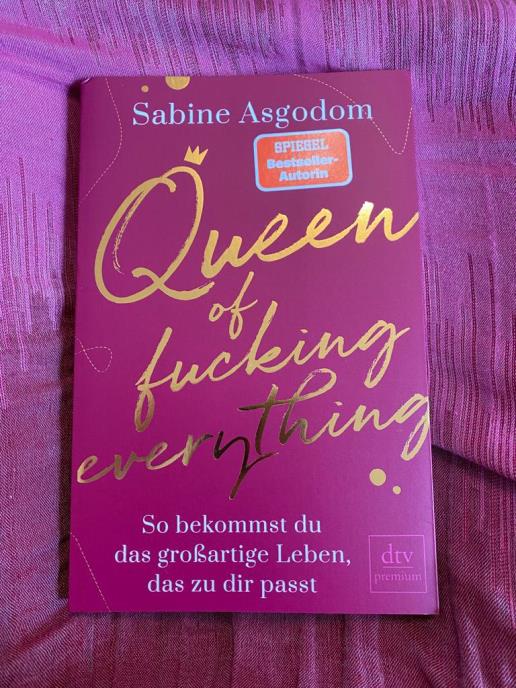 Sabine Asgodom
SPIEGEL
Bestseller-
Autorin
Queen
of
fucking
everything
So bekommst du
das großartige Leben,
das zu dir passt
dtv
premium